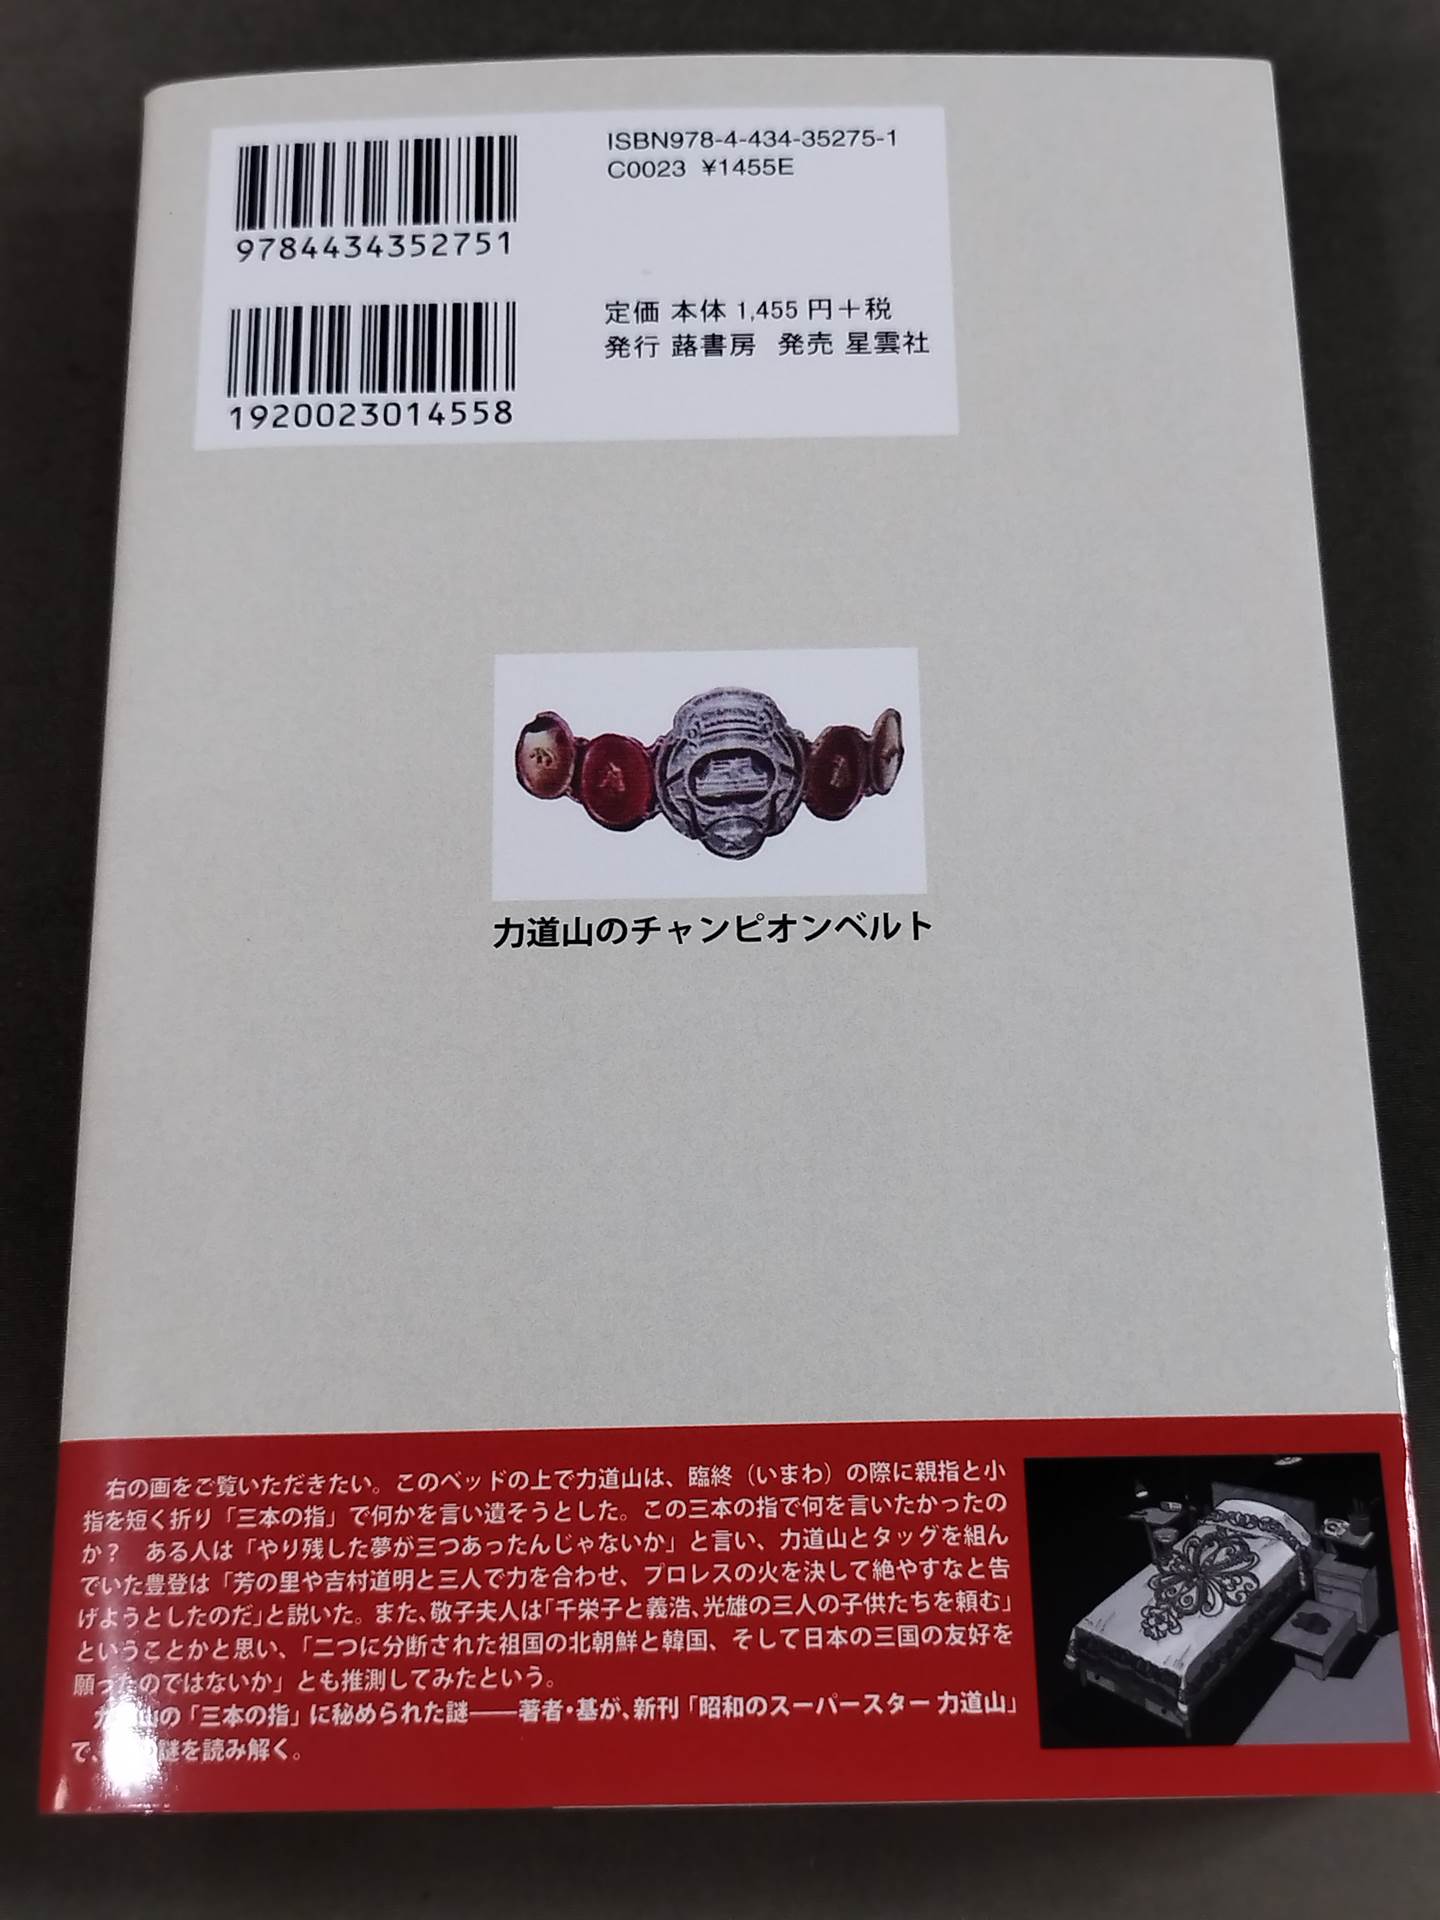 ISBN978-4-434-35275-1
C0023 ¥1455E
9784434352751
定価 本体 1,455 円+税
発行 蕗書房 発売 星雲社
1920023014558
力道山のチャンピオンベルト
右の画をご覧いただきたい。このベッドの上で力道山は、臨終(いまわ)の際に親指と小
指を短く折り「三本の指」で何かを言い遺そうとした。この三本の指で何を言いたかったの
か? ある人は「やり残した夢が三つあったんじゃないか」と言い、力道山とタッグを組ん
でいた豊登は「芳の里や吉村道明と三人で力を合わせ、プロレスの火を決して絶やすなと告
げようとしたのだ」と説いた。また、敬子夫人は「千栄子と義浩、光雄の三人の子供たちを頼む」
ということかと思い、「二つに分断された祖国の北朝鮮と韓国、そして日本の三国の友好を
願ったのではないか」とも推測してみたという。
山の「三本の指」に秘められた謎――著者・基が、新刊「昭和のスーパースター 力道山」
で、謎を読み解く。